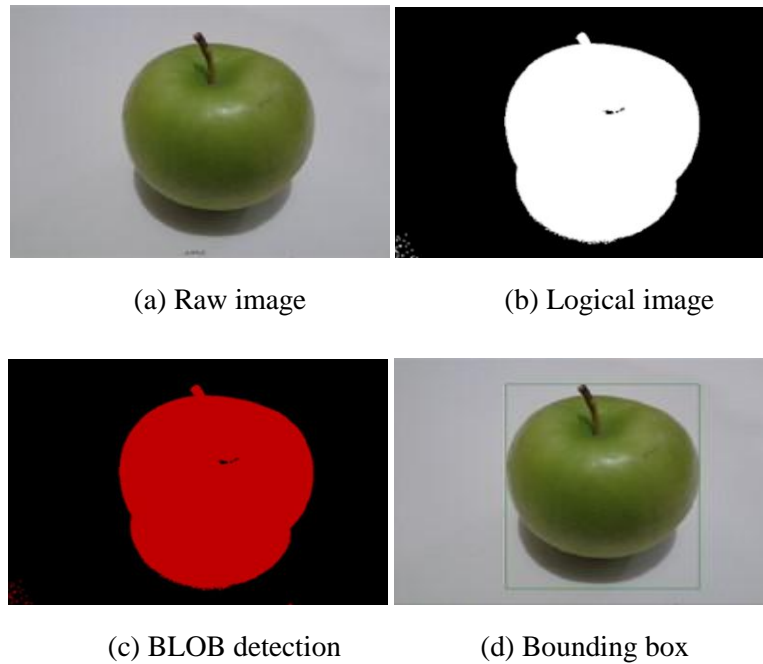 (a) Raw image
(b) Logical image
(c) BLOB detection
(d) Bounding box